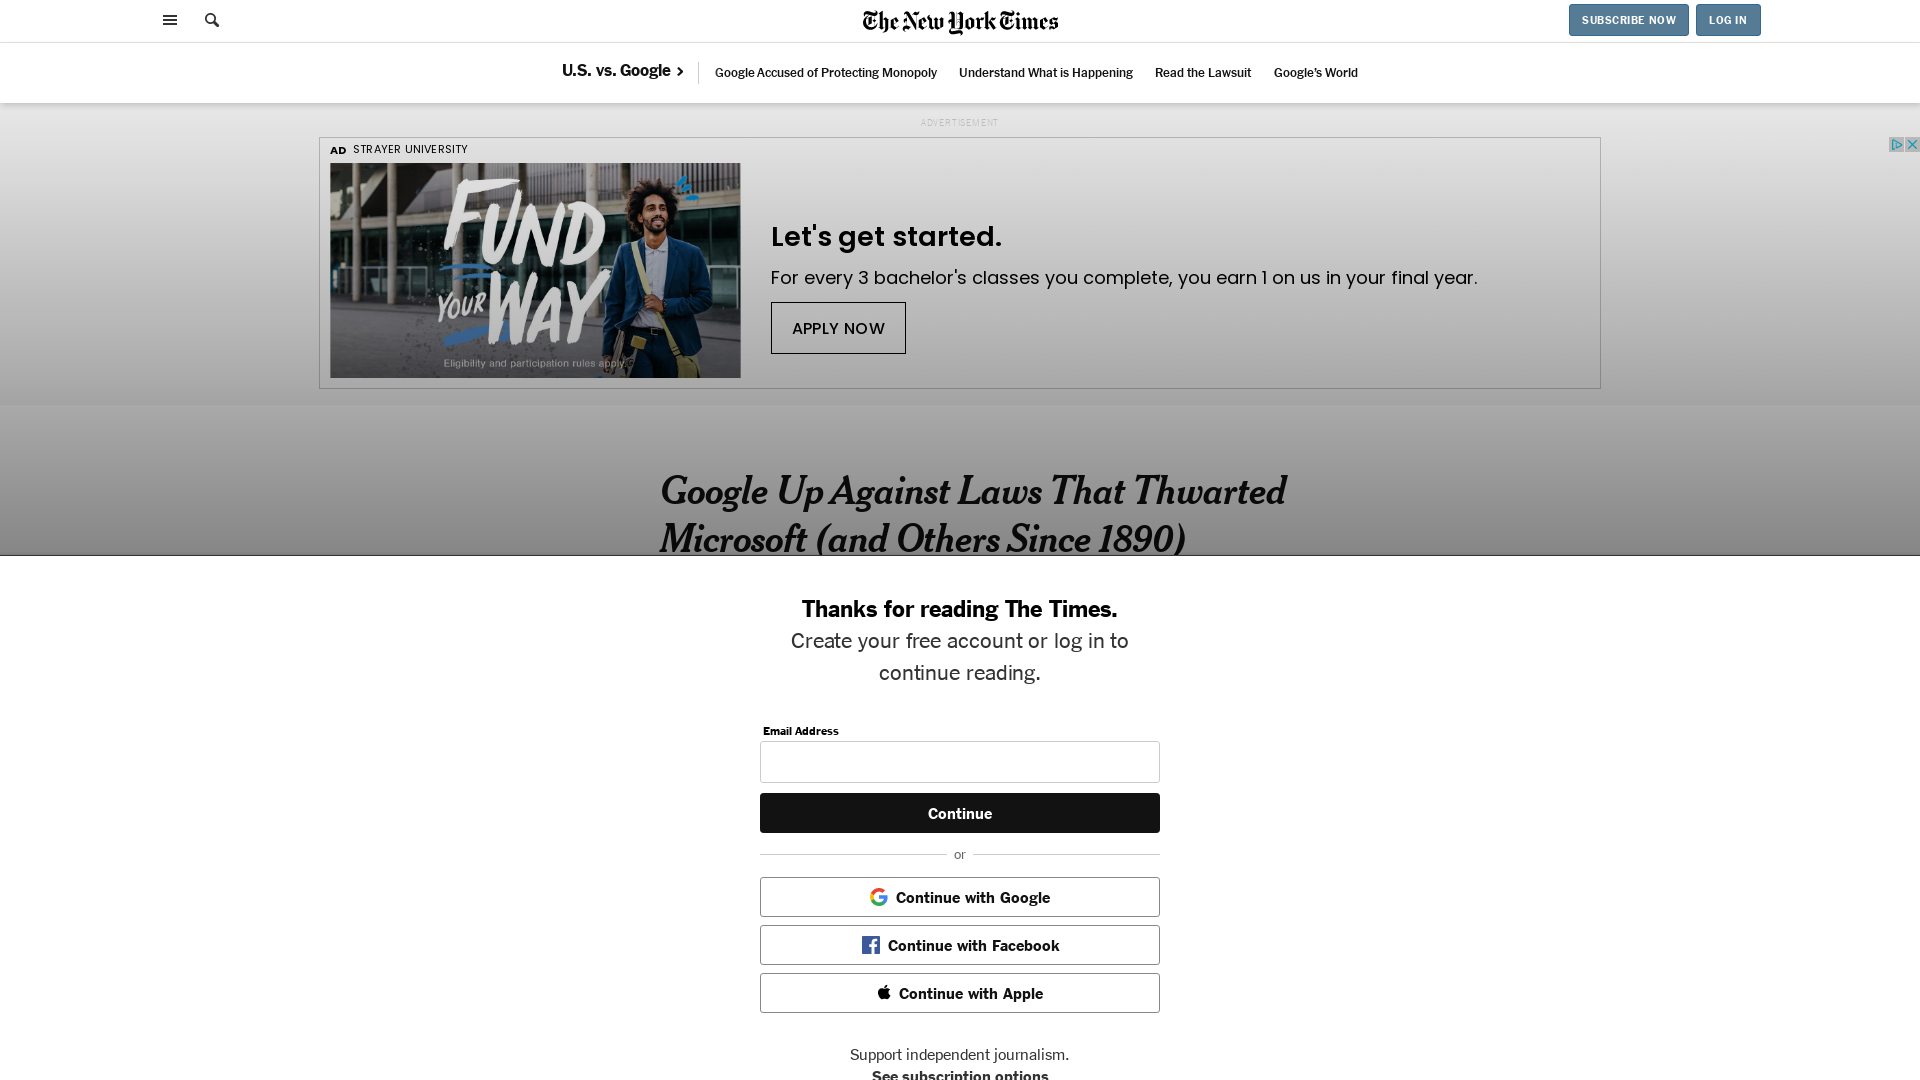 The New York Times
SUBSCRIBE NOW
LOG IN
U.S. vs. Google
Google Accused of Protecting Monopoly
Understand What is Happening
Read the Lawsuit
Google’s World
ADVERTISEMENT
AD STRAYER UNIVERSITY
FUND
YOUR WAY
Eligibility and participation rules apply.
Let's get started.
For every 3 bachelor's classes you complete, you earn 1 on us in your final year.
APPLY NOW
Google Up Against Laws That Thwarted
Microsoft (and Others Since 1890)
Thanks for reading The Times.
Create your free account or log in to
continue reading.
Email Address
Continue
or
Continue with Google
Continue with Facebook
Continue with Apple
Support independent journalism.
See subscription options